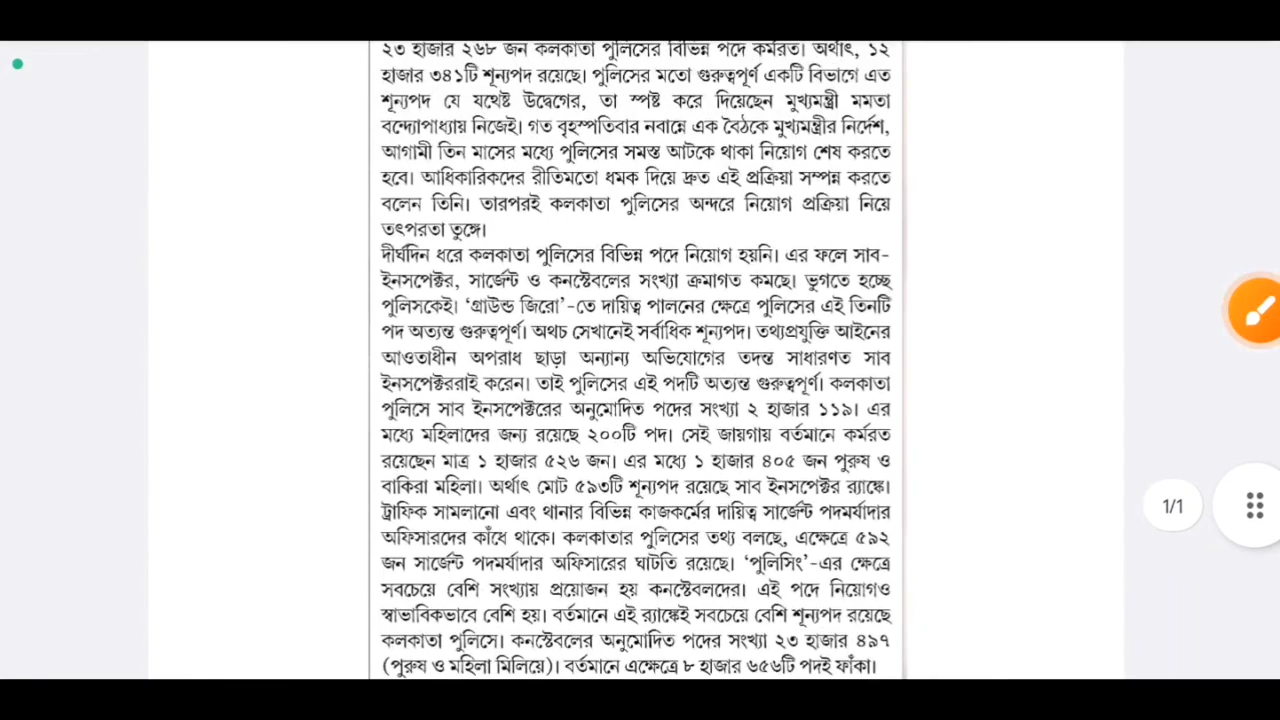 ২৩ হাজার ২৬৮ জন কলকাতা পুলিসের বিভিন্ন পদে কর্মরত। অর্থাৎ, ১২
হাজার ৩৪১টি শূন্যপদ রয়েছে। পুলিসের মতো গুরুত্বপূর্ণ একটি বিভাগে এত
শূন্যপদ যে যথেষ্ট উদ্বেগের, তা স্পষ্ট করে দিয়েছেন মুখ্যমন্ত্রী মমতা
বন্দ্যোপাধ্যায় নিজেই। গত বৃহস্পতিবার নবান্নে এক বৈঠকে মুখ্যমন্ত্রীর নির্দেশ,
আগামী তিন মাসের মধ্যে পুলিসের সমস্ত আটকে থাকা নিয়োগ শেষ করতে
হবে। আধিকারিকদের রীতিমতো ধমক দিয়ে দ্রুত এই প্রক্রিয়া সম্পন্ন করতে
বলেন তিনি। তারপরই কলকাতা পুলিসের অন্দরে নিয়োগ প্রক্রিয়া নিয়ে
তৎপরতা তুঙ্গে।
দীর্ঘদিন ধরে কলকাতা পুলিসের বিভিন্ন পদে নিয়োগ হয়নি। এর ফলে সাব-
ইনসপেক্টর, সার্জেন্ট ও কনস্টেবলের সংখ্যা ক্রমাগত কমছে। ভুগতে হচ্ছে
পুলিসকেই। ‘গ্রাউন্ড জিরো’-তে দায়িত্ব পালনের ক্ষেত্রে পুলিসের এই তিনটি
পদ অত্যন্ত গুরুত্বপূর্ণ। অথচ সেখানেই সর্বাধিক শূন্যপদ। তথ্যপ্রযুক্তি আইনের
আওতাধীন অপরাধ ছাড়া অন্যান্য অভিযোগের তদন্ত সাধারণত সাব
ইনসপেক্টররাই করেন। তাই পুলিসের এই পদটি অত্যন্ত গুরুত্বপূর্ণ। কলকাতা
পুলিসে সাব ইনসপেক্টরের অনুমোদিত পদের সংখ্যা ২ হাজার ১১৯। এর
মধ্যে মহিলাদের জন্য রয়েছে ২০০টি পদ। সেই জায়গায় বর্তমানে কর্মরত
রয়েছেন মাত্র ১ হাজার ৫২৬ জন। এর মধ্যে ১ হাজার ৪০৫ জন পুরুষ ও
বাকিরা মহিলা। অর্থাৎ মোট ৫৯৩টি শূন্যপদ রয়েছে সাব ইনসপেক্টর র‍্যাঙ্কে।
ট্রাফিক সামলানো এবং থানার বিভিন্ন কাজকর্মের দায়িত্ব সার্জেন্ট পদমর্যাদার
অফিসারদের কাঁধে থাকে। কলকাতার পুলিসের তথ্য বলছে, এক্ষেত্রে ৫৯২
জন সার্জেন্ট পদমর্যাদার অফিসারের ঘাটতি রয়েছে। ‘পুলিসিং’-এর ক্ষেত্রে
সবচেয়ে বেশি সংখ্যায় প্রয়োজন হয় কনস্টেবলদের। এই পদে নিয়োগও
স্বাভাবিকভাবে বেশি হয়। বর্তমানে এই র‍্যাঙ্কেই সবচেয়ে বেশি শূন্যপদ রয়েছে
কলকাতা পুলিসে। কনস্টেবলের অনুমোদিত পদের সংখ্যা ২৩ হাজার ৪৯৭
(পুরুষ ও মহিলা মিলিয়ে)। বর্তমানে এক্ষেত্রে ৮ হাজার ৬৫৬টি পদই ফাঁকা।
1/1